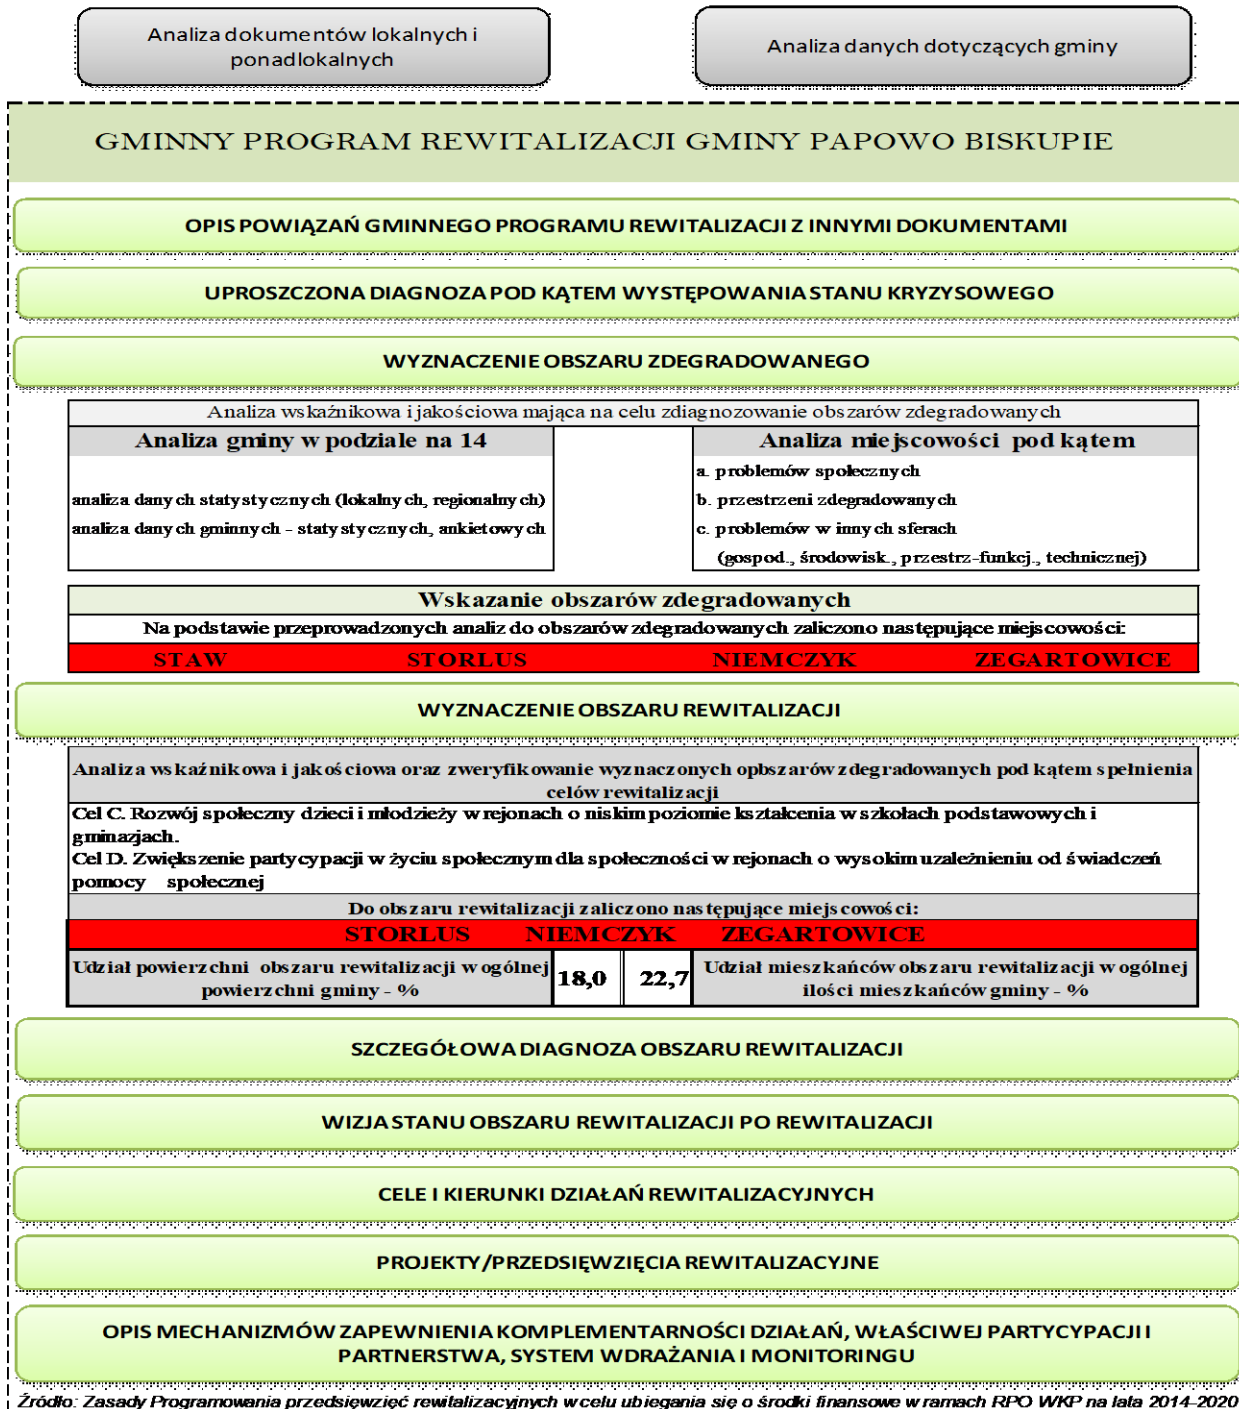 Analiza dokumentów lokalnych i
ponadlokalnych
Analiza danych dotyczących gminy
GMINNY PROGRAM REWITALIZACJI GMINY PAPOWO BISKUPIE
OPIS POWIĄZAŃ GMINNEGO PROGRAMU REWITALIZACJI Z INNYMI DOKUMENTAMI
UPROSZCZONA DIAGNOZA POD KĄTEM WYSTĘPOWANIA STANU KRYZYSOWEGO
WYZNACZENIE OBSZARU ZDEGRADOWANEGO
Analiza wskaźnikowa i jakościowa mająca na celu zdiagnozowanie obszarów zdegradowanych
Analiza gminy w podziale na 14
analiza danych statystycznych (lokalnych, regionalnych)
analiza danych gminnych - statystycznych, ankietowych
Analiza miejscowości pod kątem
a. problemów społecznych
b. przestrzeni zdegradowanych
c. problemów w innych sferach
(gospod., środowisk., przestrz-funkcj., technicznej)
Wskazanie obszarów zdegradowanych
Na podstawie przeprowadzonych analiz do obszarów zdegradowanych zaliczono następujące miejscowości:
STAW STORLUS NIEMCZYK ZEGARTOWICE
WYZNACZENIE OBSZARU REWITALIZACJI
Analiza wskaźnikowa i jakościowa oraz zweryfikowanie wyznaczonych opbszarów zdegradowanych pod kątem spełnienia
celów rewitalizacji
Cel C. Rozwój społeczny dzieci i młodzieży w rejonach o niskim poziomie kształcenia w szkołach podstawowych i
gminazjach.
Cel D. Zwiększenie partycypacji w życiu społecznym dla społeczności w rejonach o wysokim uzależnieniu od świadczeń
pomocy społecznej
Do obszaru rewitalizacji zaliczono następujące miejscowości:
STORLUS NIEMCZYK ZEGARTOWICE
Udział powierzchni obszaru rewitalizacji w ogólnej
powierzchni gminy - %
18,0
22,7
Udział mieszkańców obszaru rewitalizacji w ogólnej
ilości mieszkańców gminy - %
SZCZEGÓŁOWA DIAGNOZA OBSZARU REWITALIZACJI
WIZJA STANU OBSZARU REWITALIZACJI PO REWITALIZACJI
CELE I KIERUNKI DZIAŁAŃ REWITALIZACYJNYCH
PROJEKTY/PRZEDSIĘWZIĘCIA REWITALIZACYJNE
OPIS MECHANIZMÓW ZAPEWNIENIA KOMPLEMENTARNOŚCI DZIAŁAŃ, WŁAŚCIWEJ PARTYCYPACJI I
PARTNERSTWA, SYSTEM WDRAŻANIA I MONITORINGU
Źródło: Zasady Programowania przedsięwzięć rewitalizacyjnych w celu ubiegania się o środki finansowe w ramach RPO WKP na lata 2014-2020